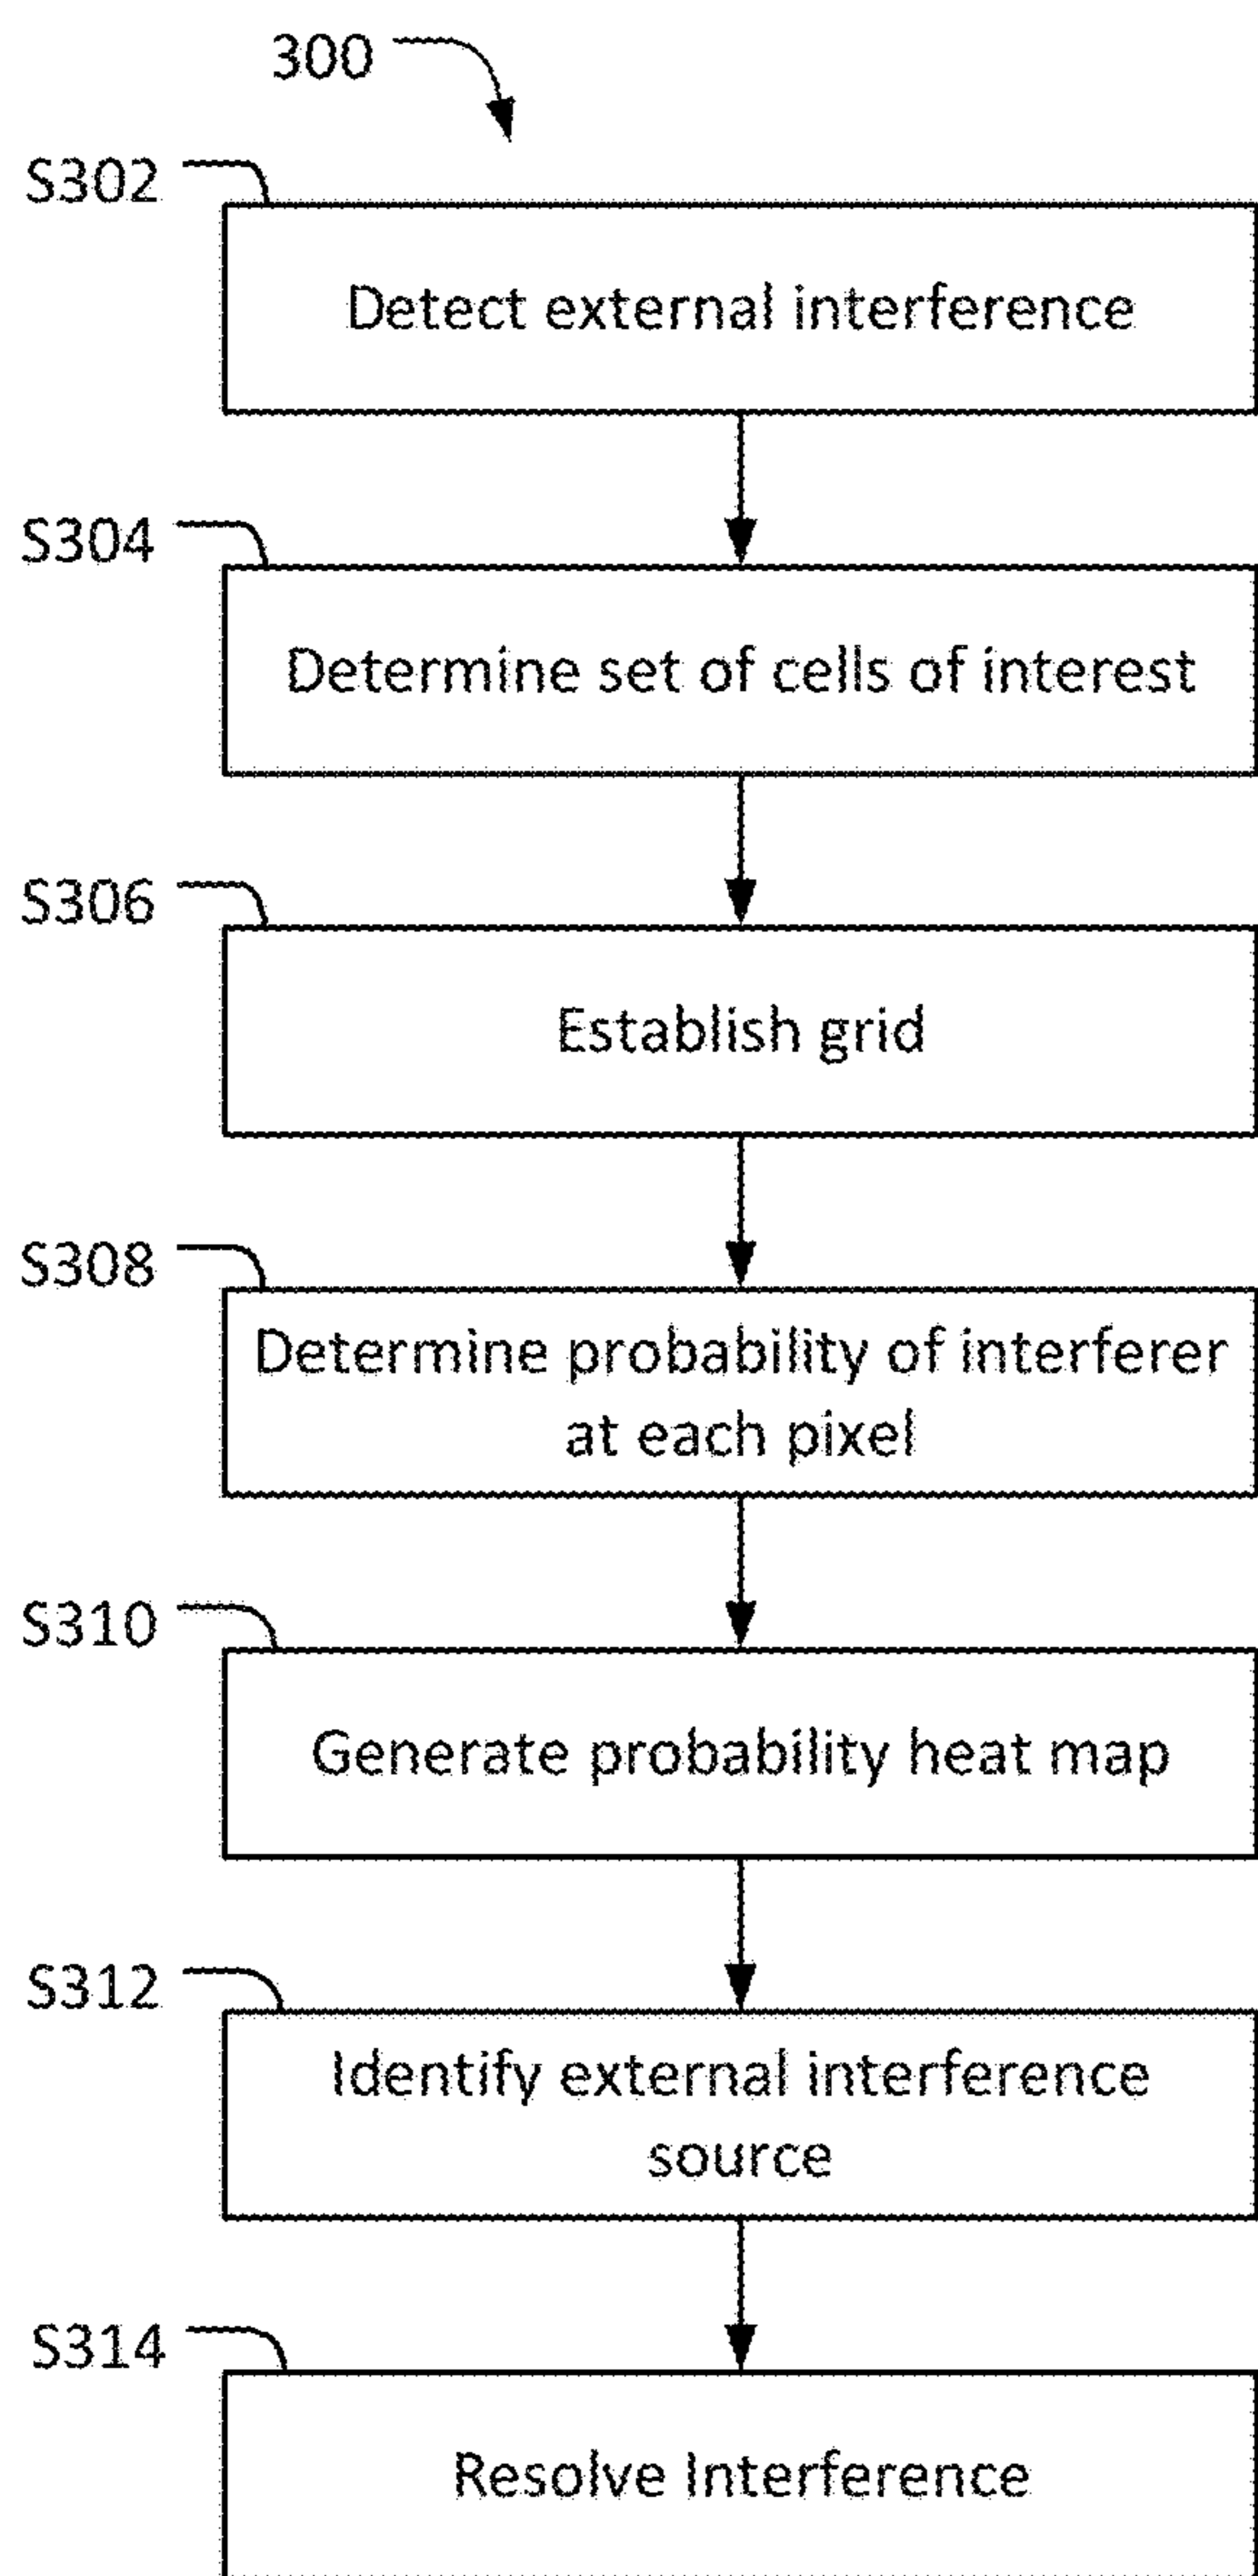 300
S302
Detect external interference
S304
Determine set of cells of interest
S306
Establish grid
S308
Determine probability of interferer
at each pixel
S310
Generate probability heat map
S312
Identify external interference
source
S314
Resolve Interference